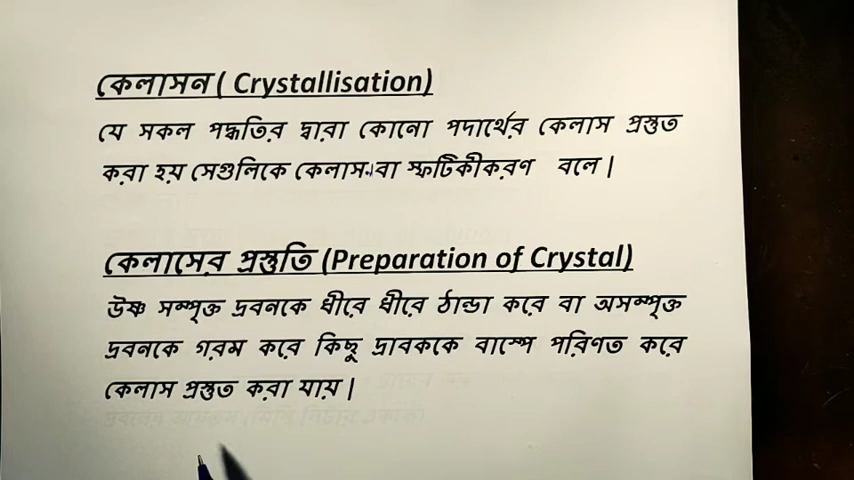 কেলাসন ( Crystallisation)
যে সকল পদ্ধতির দ্বারা কোনো পদার্থের কেলাস প্রস্তুত
করা হয় সেগুলিকে কেলাসন বা স্ফটিকীকরণ বলে |
কেলাসের প্রস্তুতি (Preparation of Crystal)
উষ্ণ সম্পৃক্ত দ্রবনকে ধীরে ধীরে ঠান্ডা করে বা অসম্পৃক্ত
দ্রবনকে গরম করে কিছু দ্রাবককে বাস্পে পরিণত করে
কেলাস প্রস্তুত করা যায় |